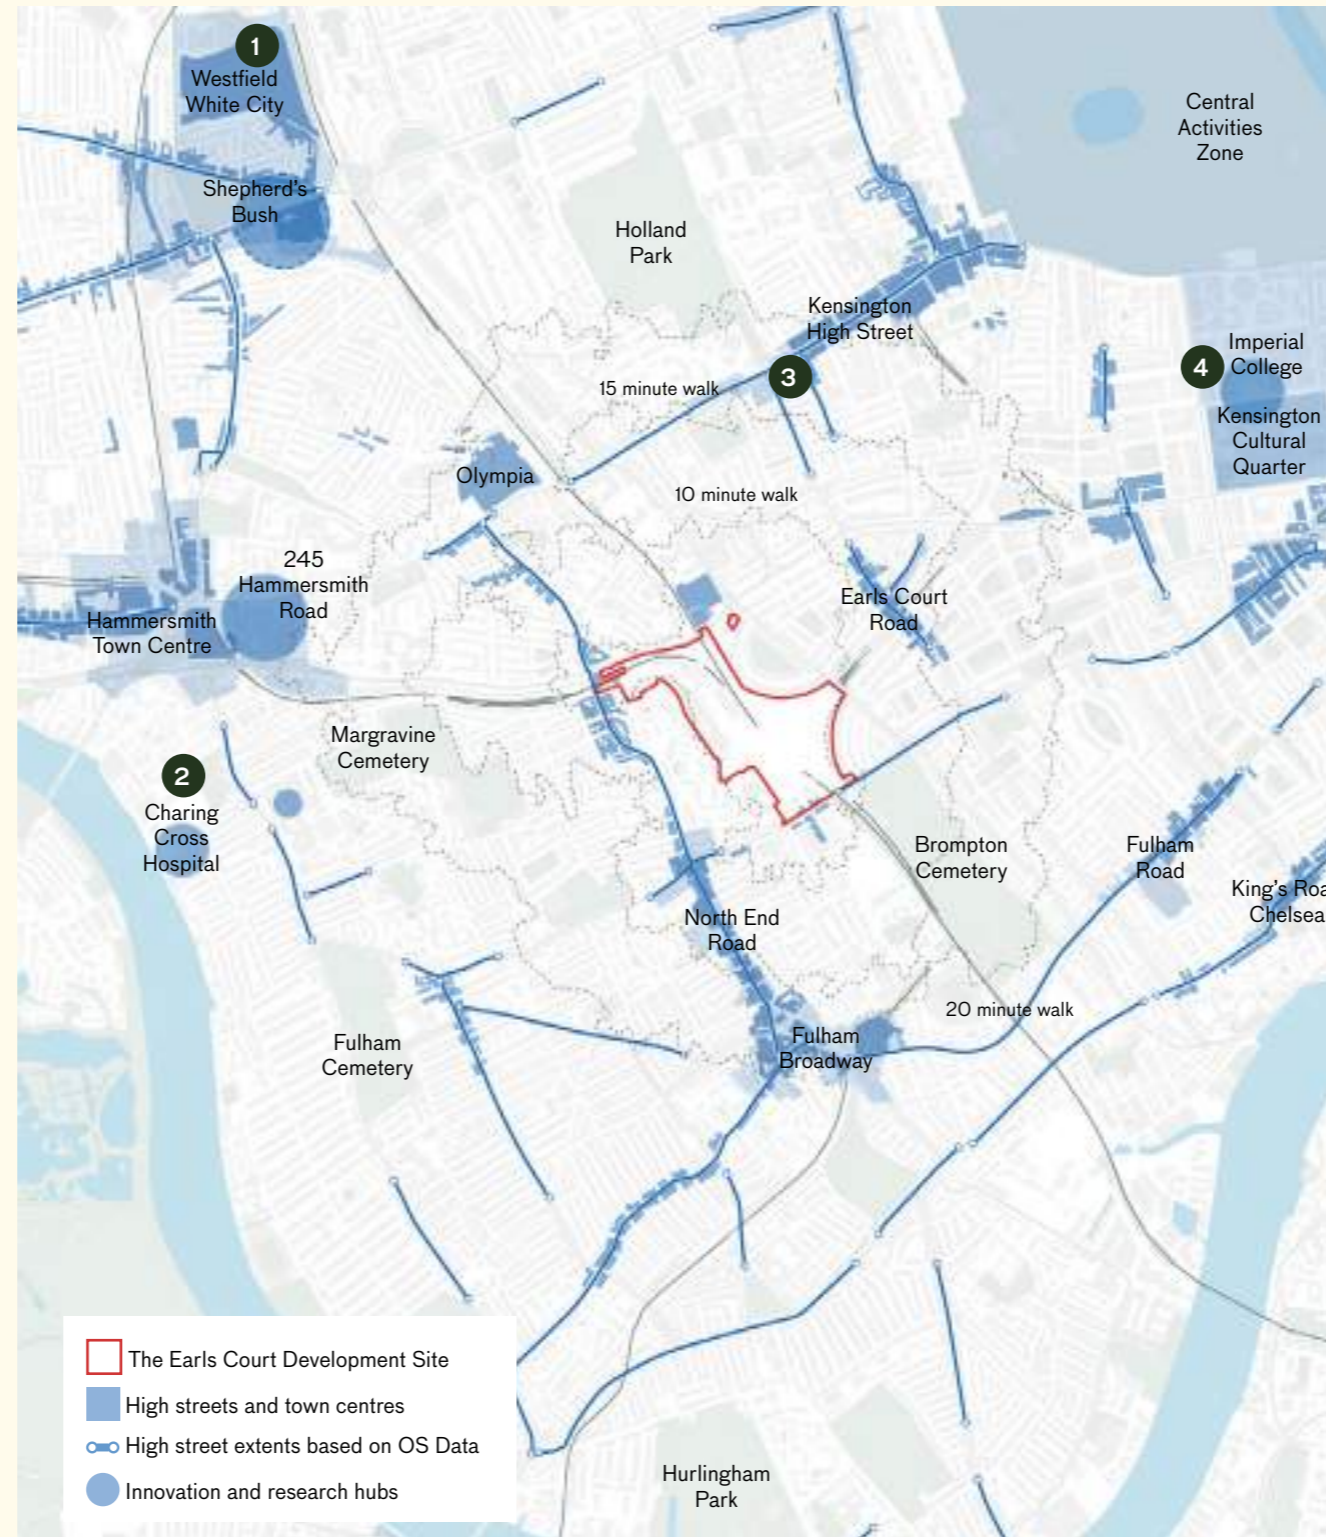 1
Westfield
White City
Central
Activities
Zone
Shepherd's
Bush
Holland
Park
Kensington
High Street
3
15 minute walk
4
Imperial
College
Kensington
Cultural
Quarter
Olympia
10 minute walk
245
Hammersmith
Road
Hammersmith
Town Centre
Earls Court
Road
Margravine
Cemetery
2
Charing
Cross
Hospital
Brompton
Cemetery
Fulham
Road
King's Roa
Chelsea
North End
Road
20 minute walk
Fulham
Cemetery
Fulham
Broadway
The Earls Court Development Site
High streets and town centres
High street extents based on OS Data
Innovation and research hubs
Hurlingham
Park